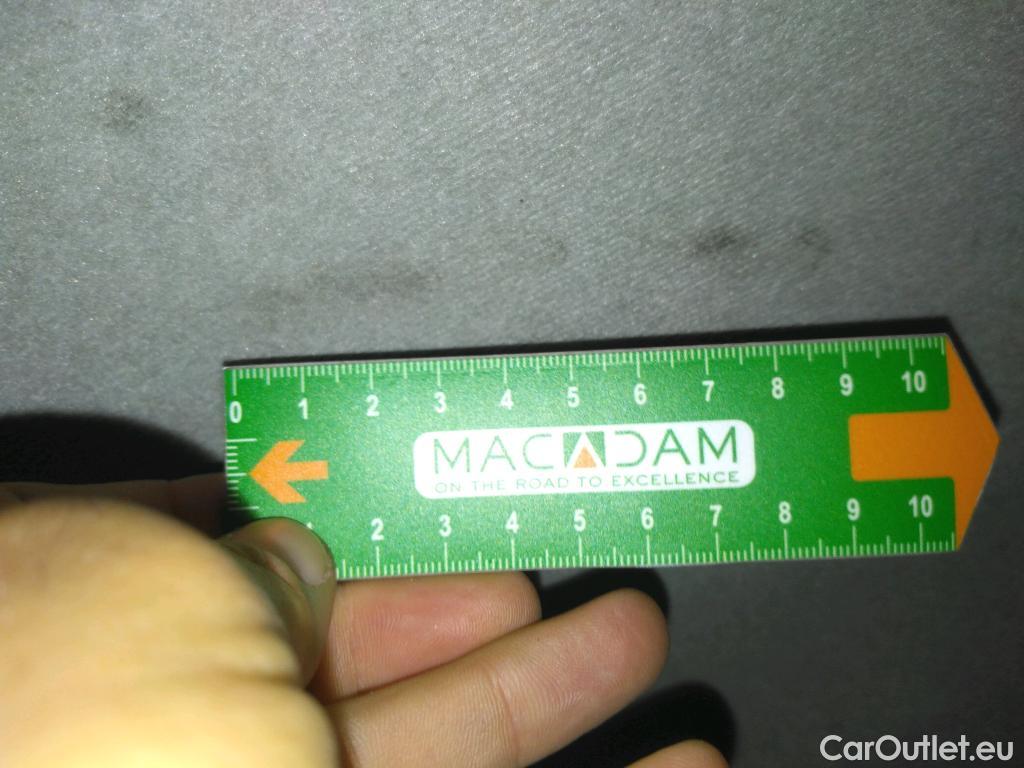 0 1 2 3 4 5 6 7 8 9 10
MACADAM
ON THE ROAD TO EXCELLENCE
2 3 4 5 6 7 8 9 10
CarOutlet.eu